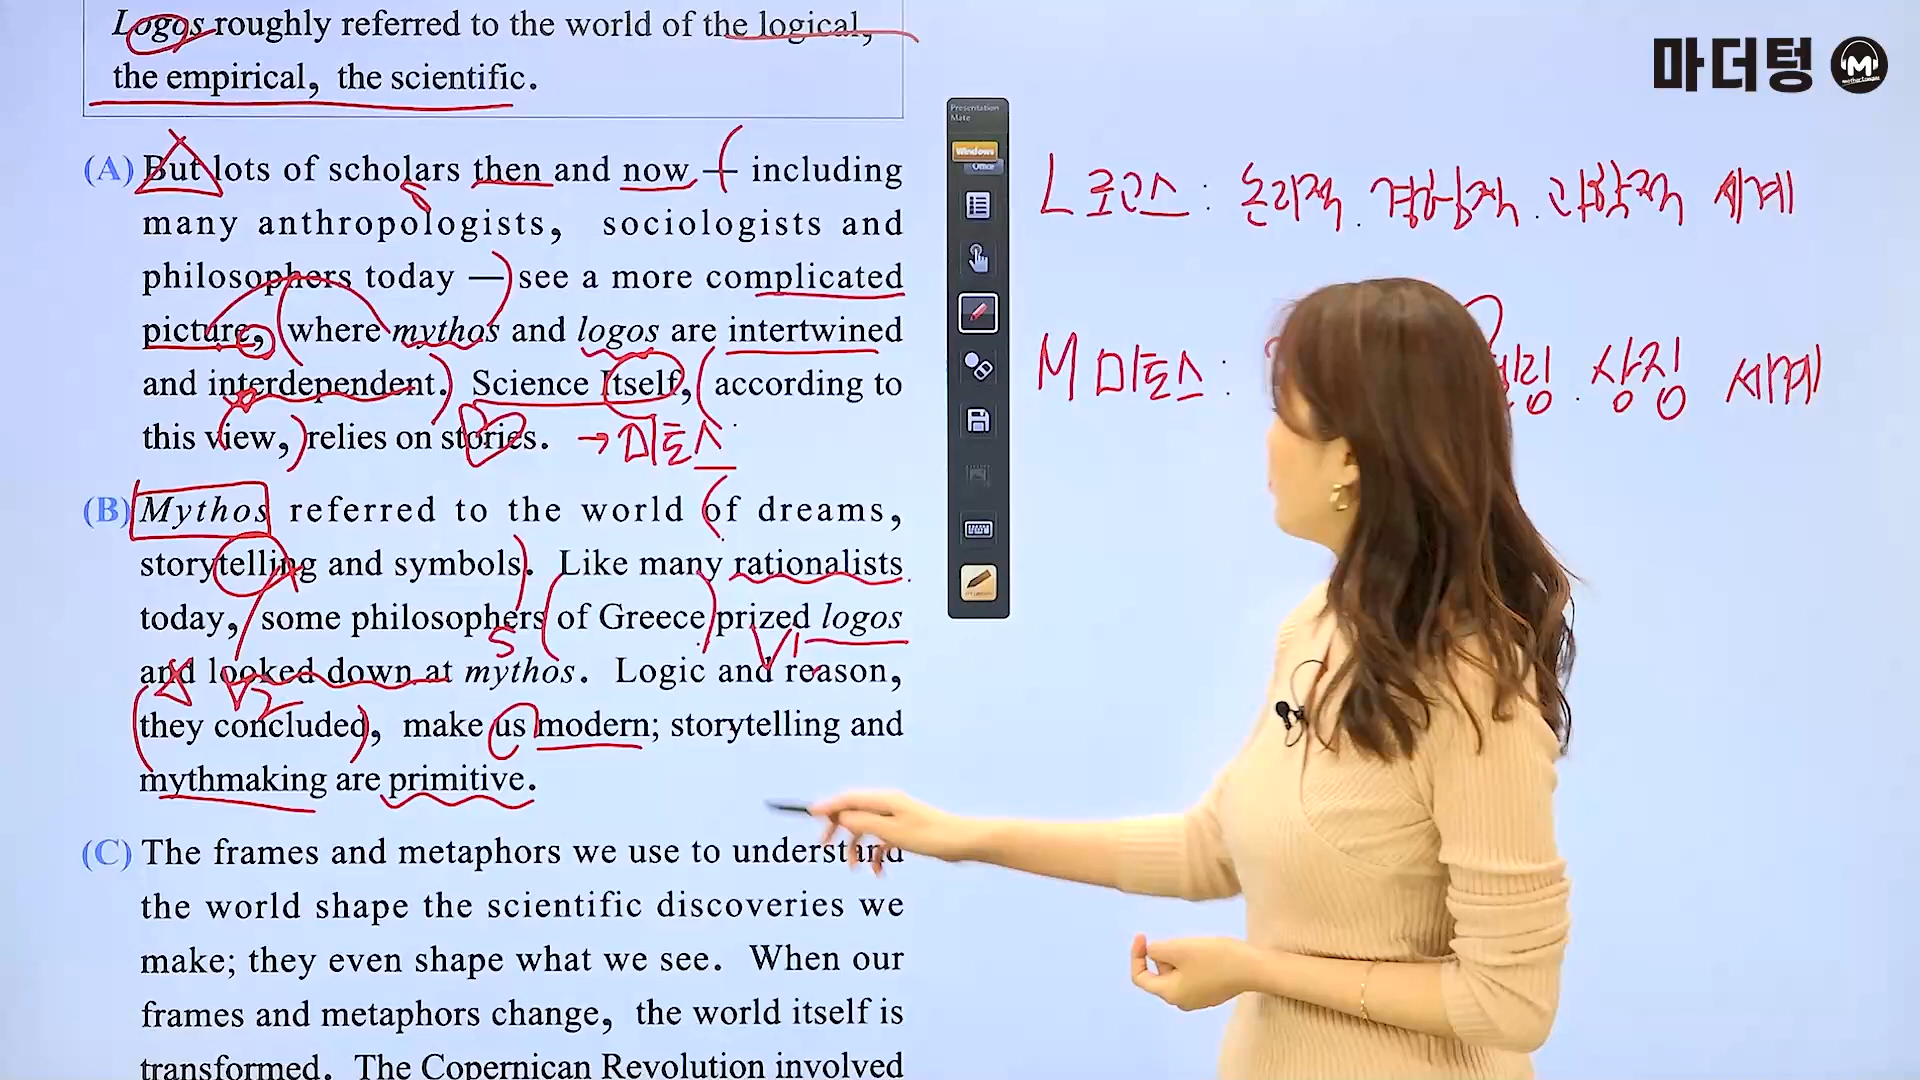 Logos roughly referred to the world of the logical,
the empirical, the scientific.
(A) But lots of scholars then and now — including
many anthropologists, sociologists and
philosophers today — see a more complicated
picture, where mythos and logos are intertwined
and interdependent. Science Itself, according to
this view, relies on stories. → 미토스
(B) Mythos referred to the world of dreams,
storytelling and symbols. Like many rationalists
today, some philosophers of Greece prized logos
S V1
and looked down at mythos. Logic and reason,
V2
they concluded, make us modern; storytelling and
mythmaking are primitive.
(C) The frames and metaphors we use to understand
the world shape the scientific discoveries we
make; they even shape what we see. When our
frames and metaphors change, the world itself is
transformed. The Copernican Revolution involved
Presentation
Mate
Windows
마더텅 M
L 로고스 : 논리적. 경험적. 과학적 세계
M 미토스 : 상징 세계